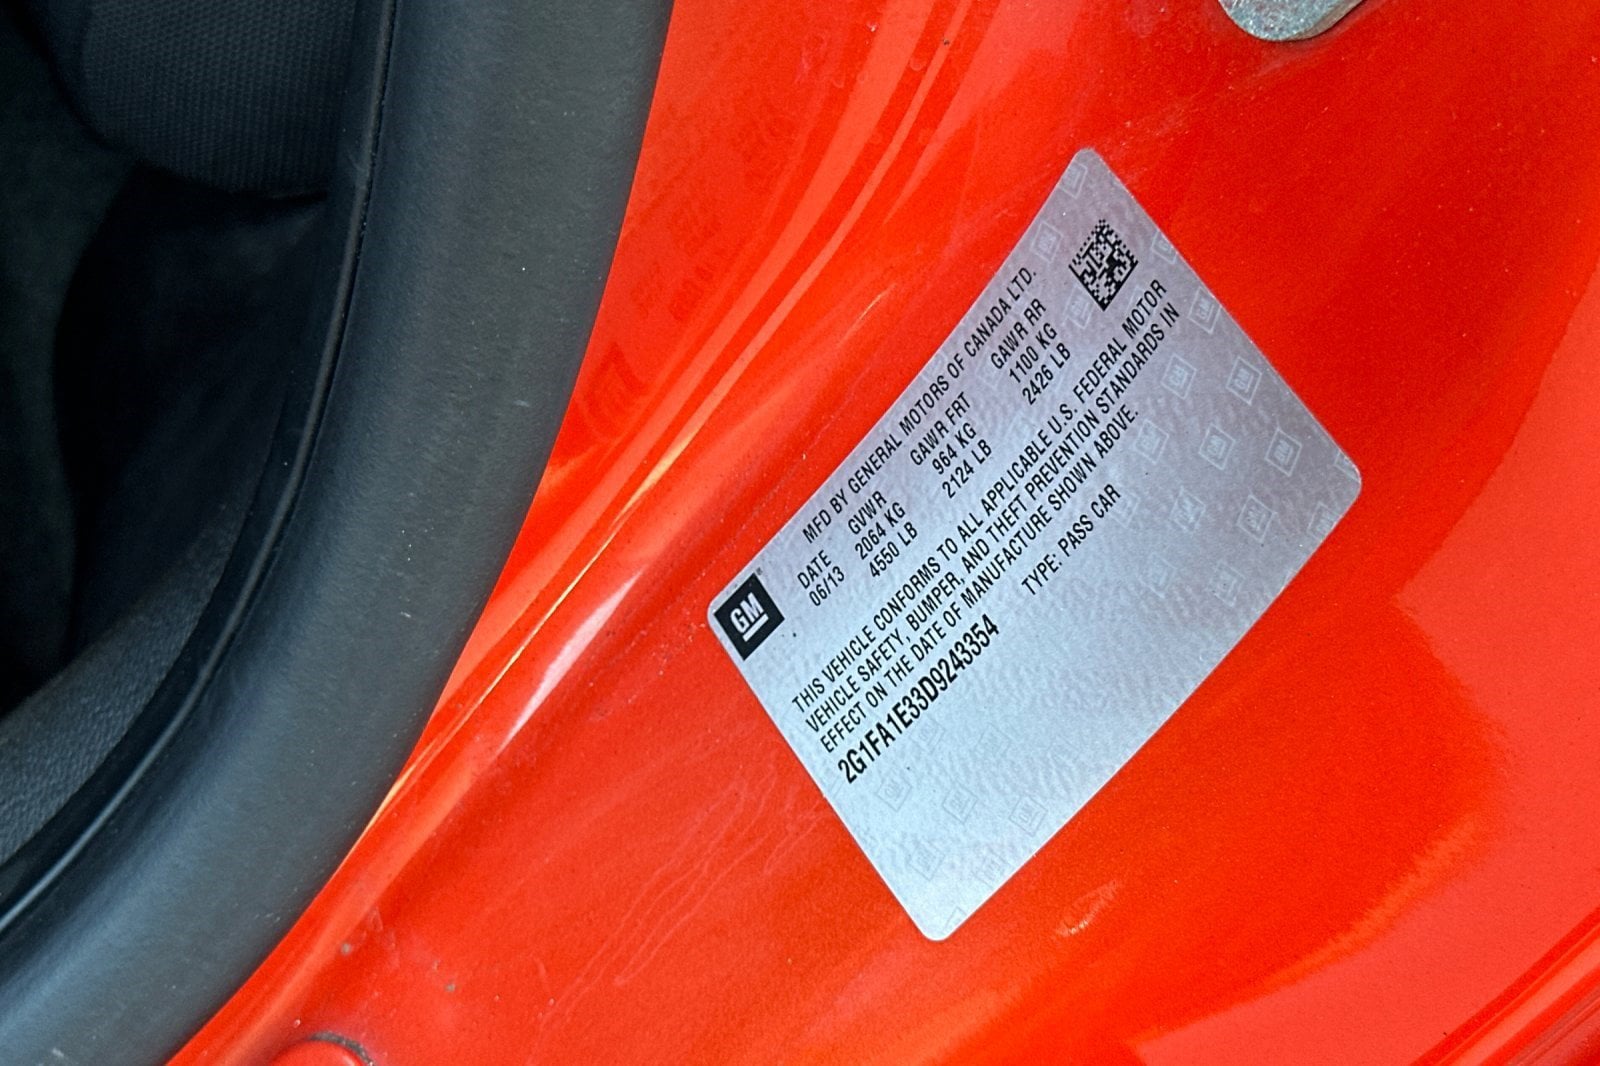 GM
MFD BY GENERAL MOTORS OF CANADA LTD.
DATE GVWR GAWR FRT GAWR RR
06/13 2064 KG 964 KG 1100 KG
4550 LB 2124 LB 2426 LB
THIS VEHICLE CONFORMS TO ALL APPLICABLE U.S. FEDERAL MOTOR
VEHICLE SAFETY, BUMPER, AND THEFT PREVENTION STANDARDS IN
EFFECT ON THE DATE OF MANUFACTURE SHOWN ABOVE.
2G1FA1E33D9243354 TYPE: PASS CAR